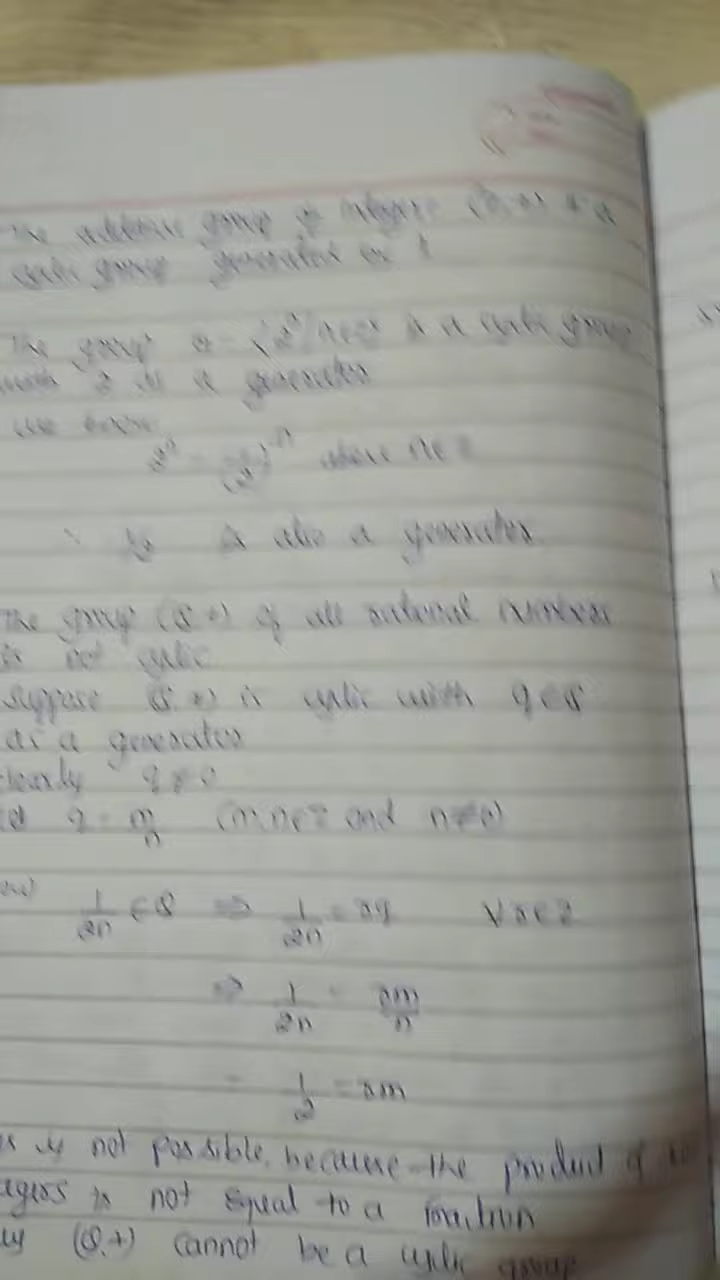 The additive group of integers (Z, +) is a
cyclic group generated by 1
The group G = {2ⁿ/n∈Z} is a cyclic group
with 2 as a generator
we know
2ⁿ = (1/2)⁻ⁿ where n∈Z
∴ 1/2 is also a generator.
The group (Q, +) of all rational numbers
is not cyclic
Suppose (Q, +) is cyclic with q∈Q
as a generator
clearly q≠0
q = m/n (m, n∈Z and n≠0)
1/2n ∈ Q ⇒ 1/2n = rq ∀ r∈Z
⇒ 1/2n = rm/n
= 1/2 = rm
is not possible, because the product of
is not equal to a fraction
(Q, +) cannot be a cyclic group